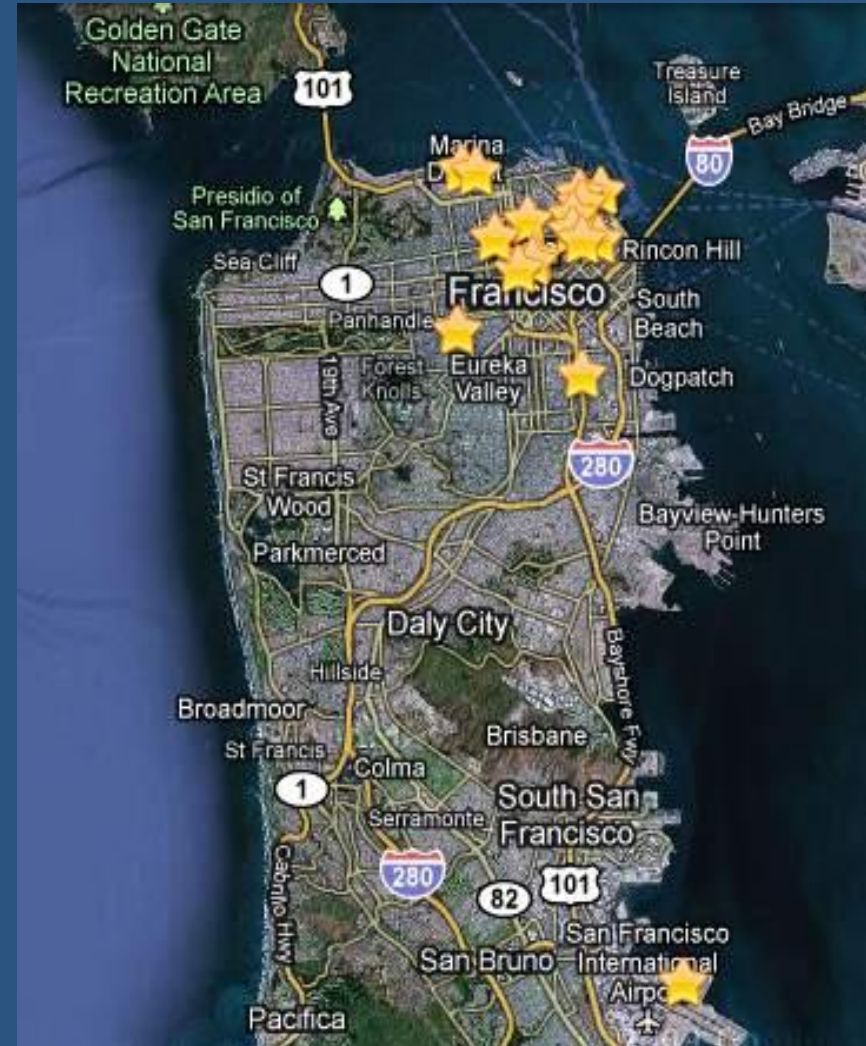 Golden Gate
National
Recreation Area
101
Treasure
Island
Bay Bridge
80
Marina
Presidio of
San Francisco
Sea Cliff
1
Rincon Hill
Francisco
South
Beach
Panhandle
19th Ave
Forest
Knolls
Eureka
Valley
Dogpatch
280
St Francis
Wood
Bayview-Hunters
Point
Parkmerced
Daly City
Bayshore Fwy
Hillside
Broadmoor
Brisbane
St Francis
Colma
1
South San
Francisco
Serramonte
280
82
101
Cabrillo Hwy
San Francisco
International
San Bruno
Pacifica